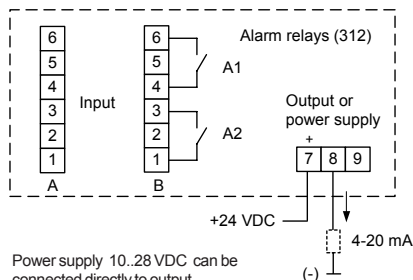 Alarm relays (312)
6 5 4 3 2 1
A
Input
6 5 4 3 2 1
B
A1
A2
Output or
power supply
+
7 8 9
+24 VDC
4-20 mA
(-)
Power supply 10..28 VDC can be
connected directly to output